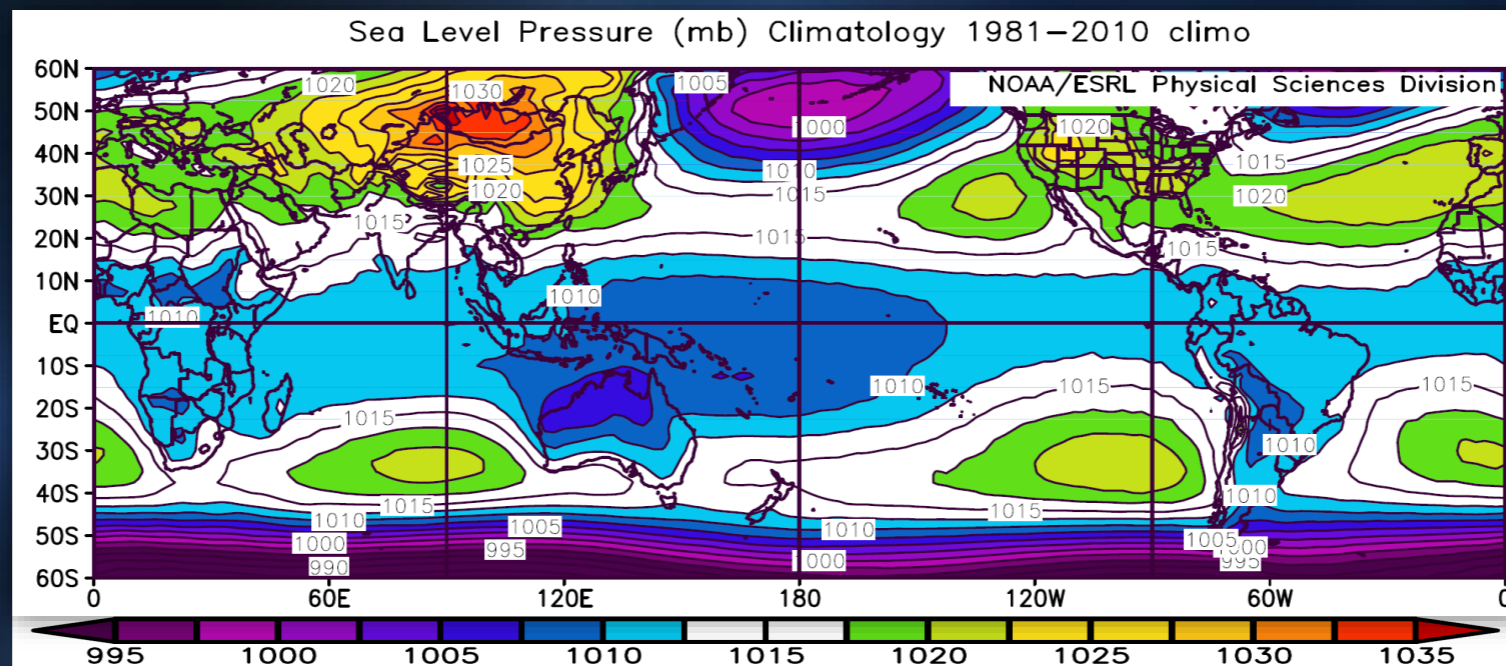 Sea Level Pressure (mb) Climatology 1981-2010 climo
NOAA/ESRL Physical Sciences Division
60N
50N
40N
30N
20N
10N
EQ
10S
20S
30S
40S
50S
60S
1020
1030
1005
1000
1020
1025
1010
1015
1020
1015
1020
1015
1015
1015
1010
1010
1015
1010
1015
1010
1015
1015
1010
1010
1005
1010
1005
1000
1000
995
995
990
1000
0 60E 120E 180 120W 60W 0
995 1000 1005 1010 1015 1020 1025 1030 1035